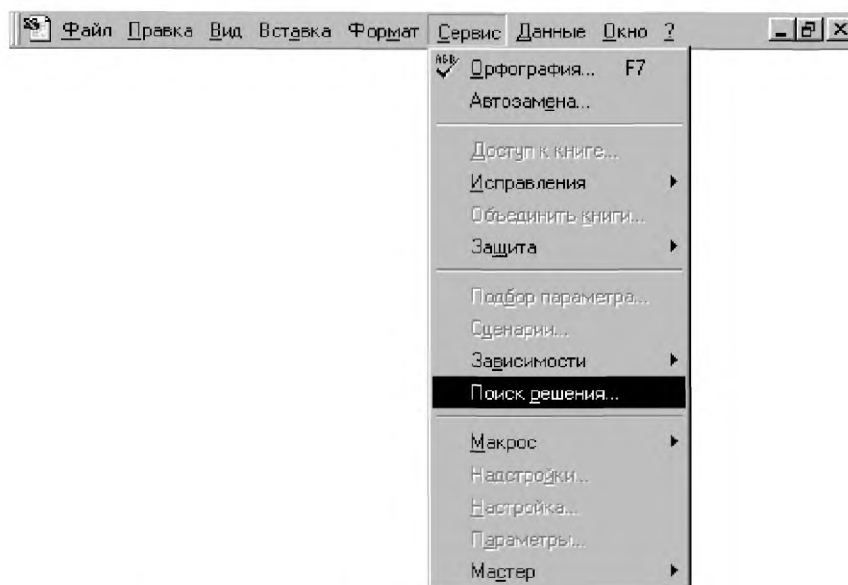 Файл Правка Вид Вставка Формат Сервис Данные Окно ?
Орфография... F7
Автозамена...
Доступ к книге...
Исправления
Объединить книги...
Защита
Подбор параметра...
Сценарии...
Зависимости
Поиск решения...
Макрос
Надстройки...
Настройка...
Параметры...
Мастер